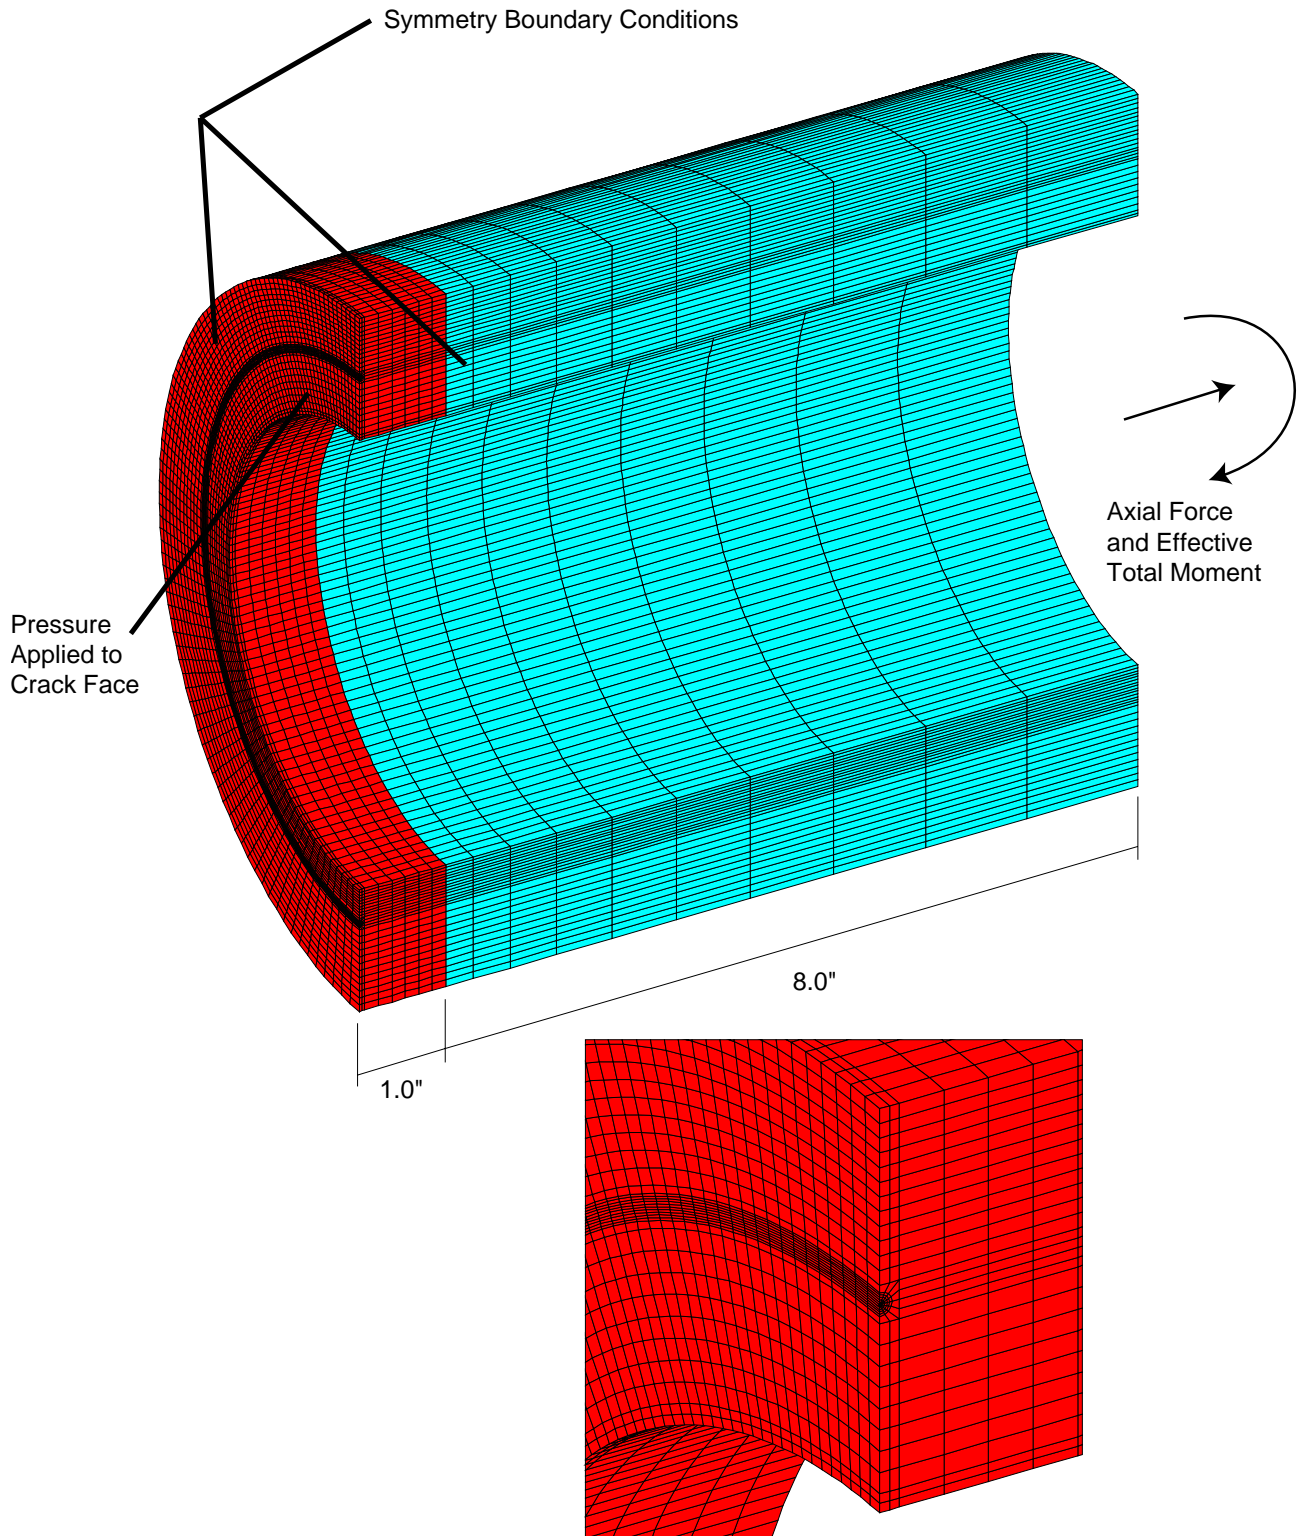 Symmetry Boundary Conditions
Axial Force
and Effective
Total Moment
Pressure
Applied to
Crack Face
8.0"
1.0"